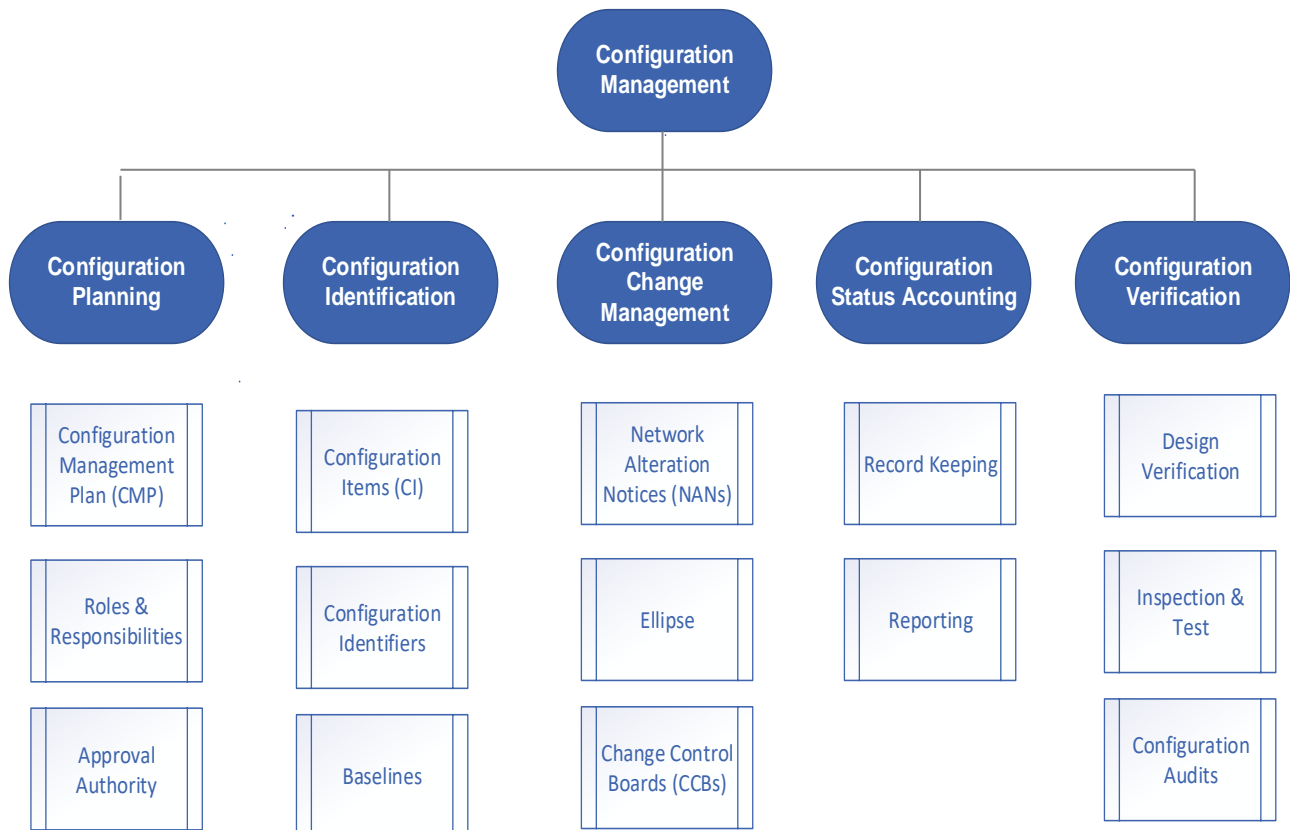 Configuration
Management
Configuration
Planning
Configuration
Identification
Configuration
Change
Management
Configuration
Status Accounting
Configuration
Verification
Configuration
Management
Plan (CMP)
Roles &
Responsibilities
Approval
Authority
Configuration
Items (CI)
Configuration
Identifiers
Baselines
Network
Alteration
Notices (NANs)
Ellipse
Change Control
Boards (CCBs)
Record Keeping
Reporting
Design
Verification
Inspection &
Test
Configuration
Audits